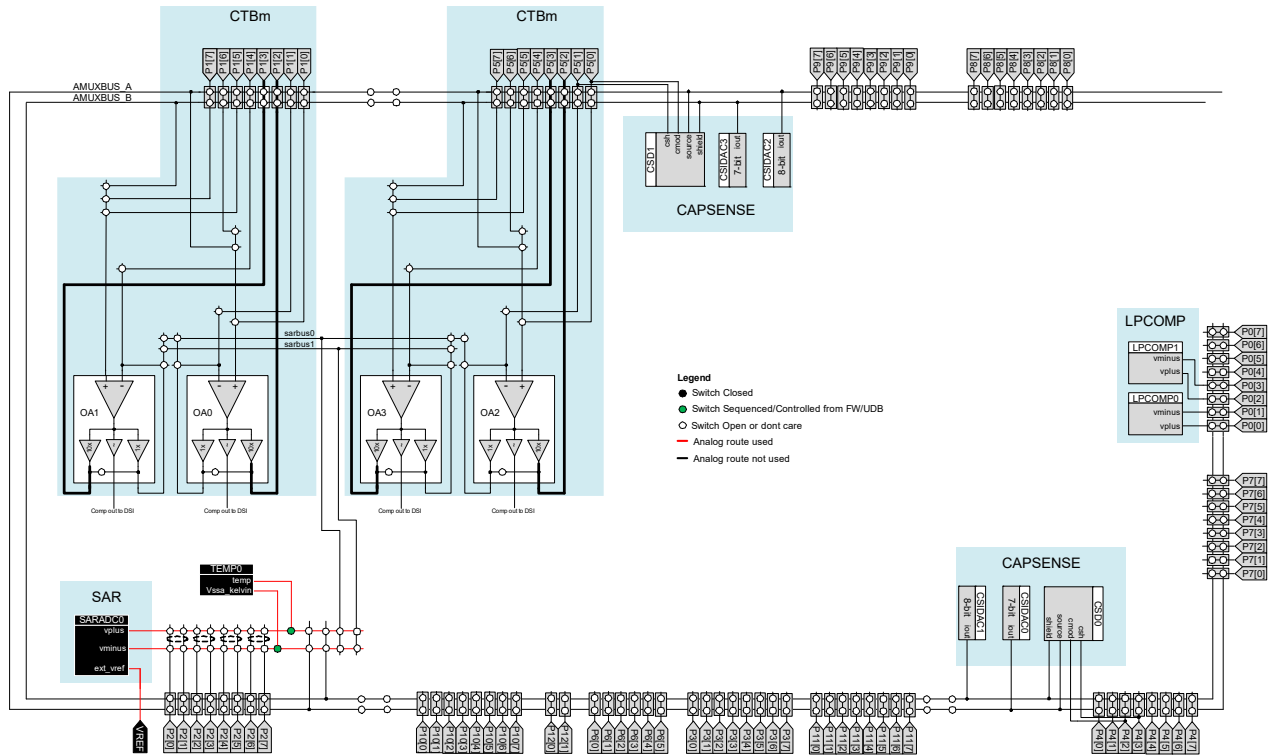 CTBm
CTBm
P1[7]
P1[6]
P1[5]
P1[4]
P1[3]
P1[2]
P1[1]
P1[0]
P5[7]
P5[6]
P5[5]
P5[4]
P5[3]
P5[2]
P5[1]
P5[0]
P9[7]
P9[6]
P9[5]
P9[4]
P9[3]
P9[2]
P9[1]
P9[0]
P8[7]
P8[6]
P8[5]
P8[4]
P8[3]
P8[2]
P8[1]
P8[0]
AMUXBUS_A
AMUXBUS_B
CSD1
csh
cmod
source
shield
CSIDAC3
7-bit
iout
CSIDAC2
8-bit
iout
CAPSENSE
sarbus0
sarbus1
OA1
+
-
10x
1x
OA0
-
+
1x
10x
OA3
+
-
10x
1x
OA2
-
+
1x
10x
Comp out to DSI
Comp out to DSI
Comp out to DSI
Comp out to DSI
Legend
Switch Closed
Switch Sequenced/Controlled from FW/UDB
Switch Open or dont care
Analog route used
Analog route not used
LPCOMP
LPCOMP1
vminus
vplus
LPCOMP0
vminus
vplus
P0[7]
P0[6]
P0[5]
P0[4]
P0[3]
P0[2]
P0[1]
P0[0]
P7[7]
P7[6]
P7[5]
P7[4]
P7[3]
P7[2]
P7[1]
P7[0]
TEMP0
temp
Vssa_kelvin
SAR
SARADC0
vplus
vminus
ext_vref
CAPSENSE
8-bit
iout
CSIDAC1
7-bit
iout
CSIDAC0
shield
source
cmod
csh
CSD0
VREF
P2[0]
P2[1]
P2[2]
P2[3]
P2[4]
P2[5]
P2[6]
P2[7]
P10[0]
P10[1]
P10[2]
P10[3]
P10[4]
P10[5]
P10[6]
P10[7]
P12[0]
P12[1]
P6[0]
P6[1]
P6[2]
P6[3]
P6[4]
P6[5]
P3[0]
P3[1]
P3[2]
P3[3]
P3[4]
P3[5]
P3[6]
P3[7]
P11[0]
P11[1]
P11[2]
P11[3]
P11[4]
P11[5]
P11[6]
P11[7]
P4[0]
P4[1]
P4[2]
P4[3]
P4[4]
P4[5]
P4[6]
P4[7]